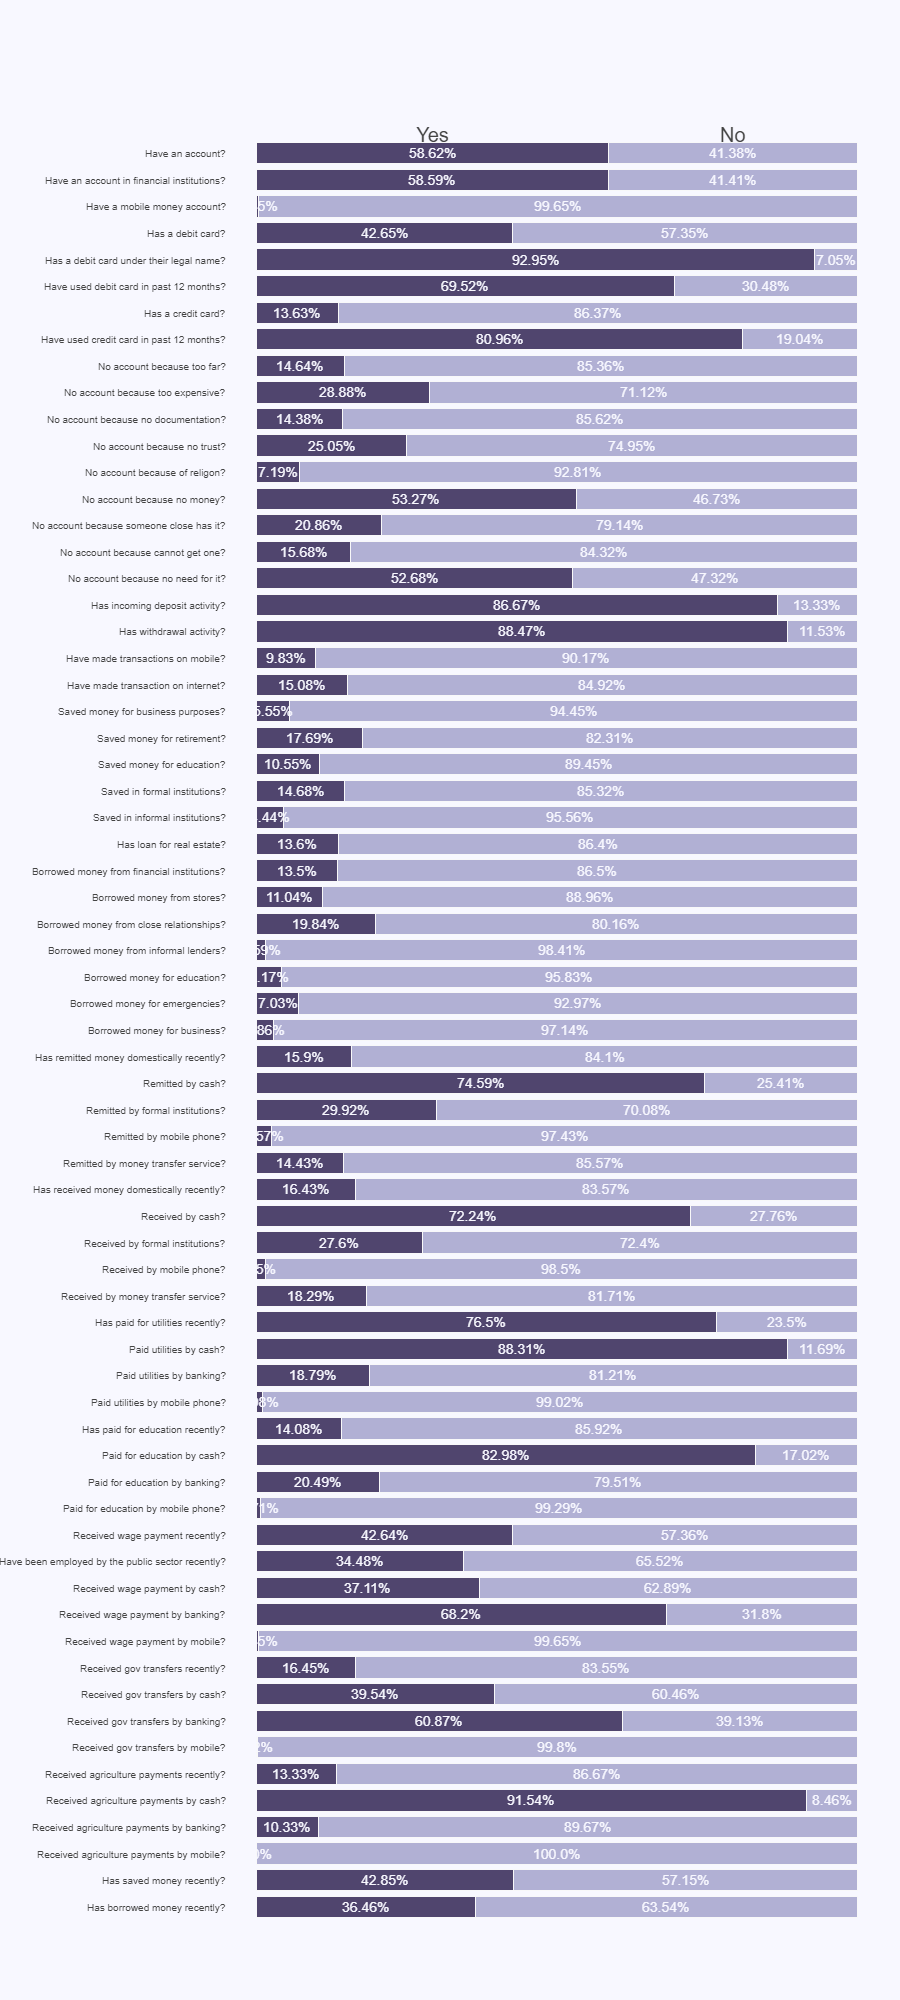 Yes No
Have an account? 58.62% 41.38%
Have an account in financial institutions? 58.59% 41.41%
Have a mobile money account? 5% 99.65%
Has a debit card? 42.65% 57.35%
Has a debit card under their legal name? 92.95% 7.05%
Have used debit card in past 12 months? 69.52% 30.48%
Has a credit card? 13.63% 86.37%
Have used credit card in past 12 months? 80.96% 19.04%
No account because too far? 14.64% 85.36%
No account because too expensive? 28.88% 71.12%
No account because no documentation? 14.38% 85.62%
No account because no trust? 25.05% 74.95%
No account because of religon? 7.19% 92.81%
No account because no money? 53.27% 46.73%
No account because someone close has it? 20.86% 79.14%
No account because cannot get one? 15.68% 84.32%
No account because no need for it? 52.68% 47.32%
Has incoming deposit activity? 86.67% 13.33%
Has withdrawal activity? 88.47% 11.53%
Have made transactions on mobile? 9.83% 90.17%
Have made transaction on internet? 15.08% 84.92%
Saved money for business purposes? 5.55% 94.45%
Saved money for retirement? 17.69% 82.31%
Saved money for education? 10.55% 89.45%
Saved in formal institutions? 14.68% 85.32%
Saved in informal institutions? .44% 95.56%
Has loan for real estate? 13.6% 86.4%
Borrowed money from financial institutions? 13.5% 86.5%
Borrowed money from stores? 11.04% 88.96%
Borrowed money from close relationships? 19.84% 80.16%
Borrowed money from informal lenders? 59% 98.41%
Borrowed money for education? .17% 95.83%
Borrowed money for emergencies? 7.03% 92.97%
Borrowed money for business? 86% 97.14%
Has remitted money domestically recently? 15.9% 84.1%
Remitted by cash? 74.59% 25.41%
Remitted by formal institutions? 29.92% 70.08%
Remitted by mobile phone? 57% 97.43%
Remitted by money transfer service? 14.43% 85.57%
Has received money domestically recently? 16.43% 83.57%
Received by cash? 72.24% 27.76%
Received by formal institutions? 27.6% 72.4%
Received by mobile phone? 5% 98.5%
Received by money transfer service? 18.29% 81.71%
Has paid for utilities recently? 76.5% 23.5%
Paid utilities by cash? 88.31% 11.69%
Paid utilities by banking? 18.79% 81.21%
Paid utilities by mobile phone? 8% 99.02%
Has paid for education recently? 14.08% 85.92%
Paid for education by cash? 82.98% 17.02%
Paid for education by banking? 20.49% 79.51%
Paid for education by mobile phone? 1% 99.29%
Received wage payment recently? 42.64% 57.36%
Have been employed by the public sector recently? 34.48% 65.52%
Received wage payment by cash? 37.11% 62.89%
Received wage payment by banking? 68.2% 31.8%
Received wage payment by mobile? 5% 99.65%
Received gov transfers recently? 16.45% 83.55%
Received gov transfers by cash? 39.54% 60.46%
Received gov transfers by banking? 60.87% 39.13%
Received gov transfers by mobile? 2% 99.8%
Received agriculture payments recently? 13.33% 86.67%
Received agriculture payments by cash? 91.54% 8.46%
Received agriculture payments by banking? 10.33% 89.67%
Received agriculture payments by mobile? % 100.0%
Has saved money recently? 42.85% 57.15%
Has borrowed money recently? 36.46% 63.54%